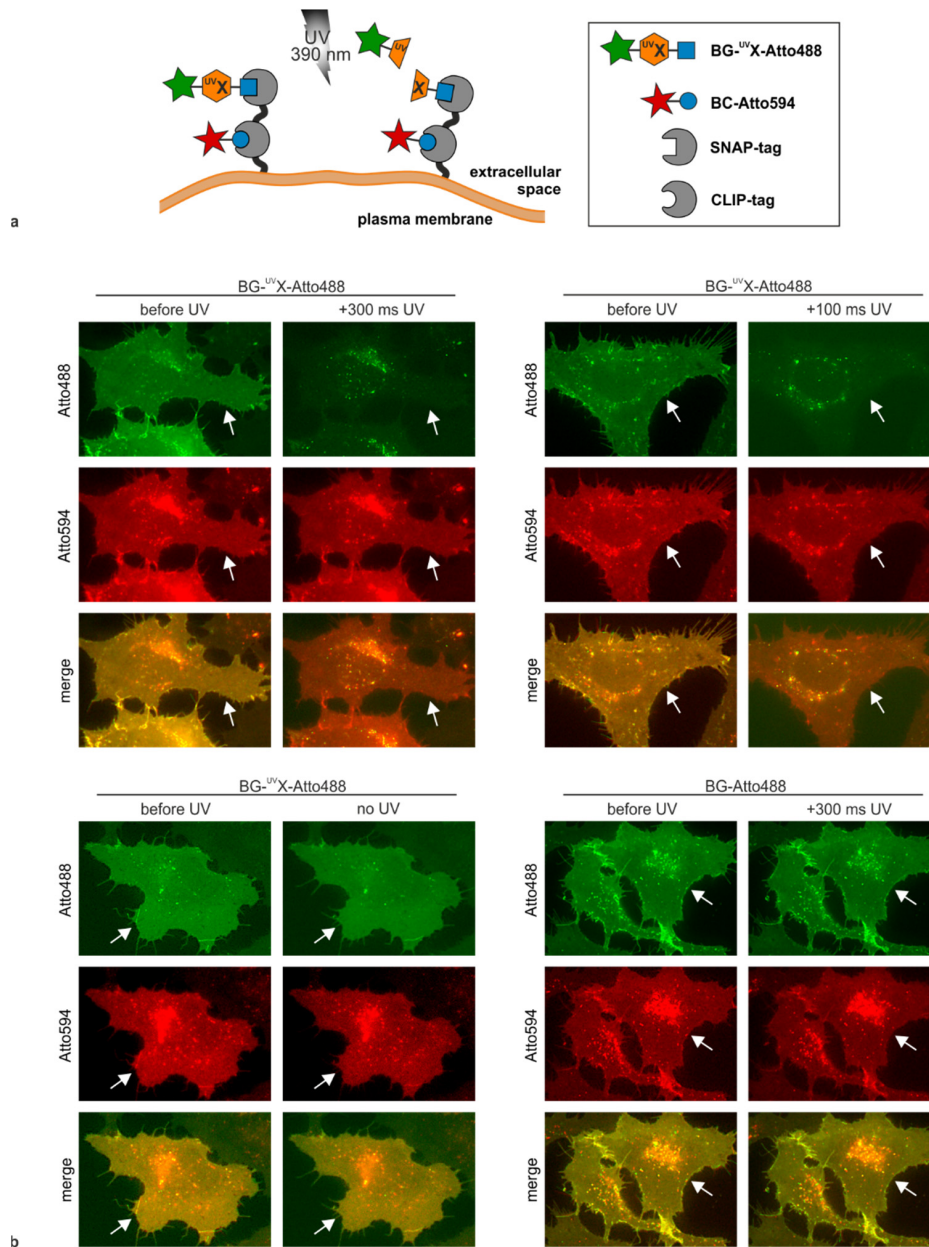 UV
390 nm
UV
UVX
X
extracellular
space
plasma membrane
UVX
BG-UVX-Atto488
BC-Atto594
SNAP-tag
CLIP-tag
a
BG-UVX-Atto488
before UV
+300 ms UV
Atto488
Atto594
merge
BG-UVX-Atto488
before UV
+100 ms UV
Atto488
Atto594
merge
BG-UVX-Atto488
before UV
no UV
Atto488
Atto594
merge
BG-Atto488
before UV
+300 ms UV
Atto488
Atto594
merge
b